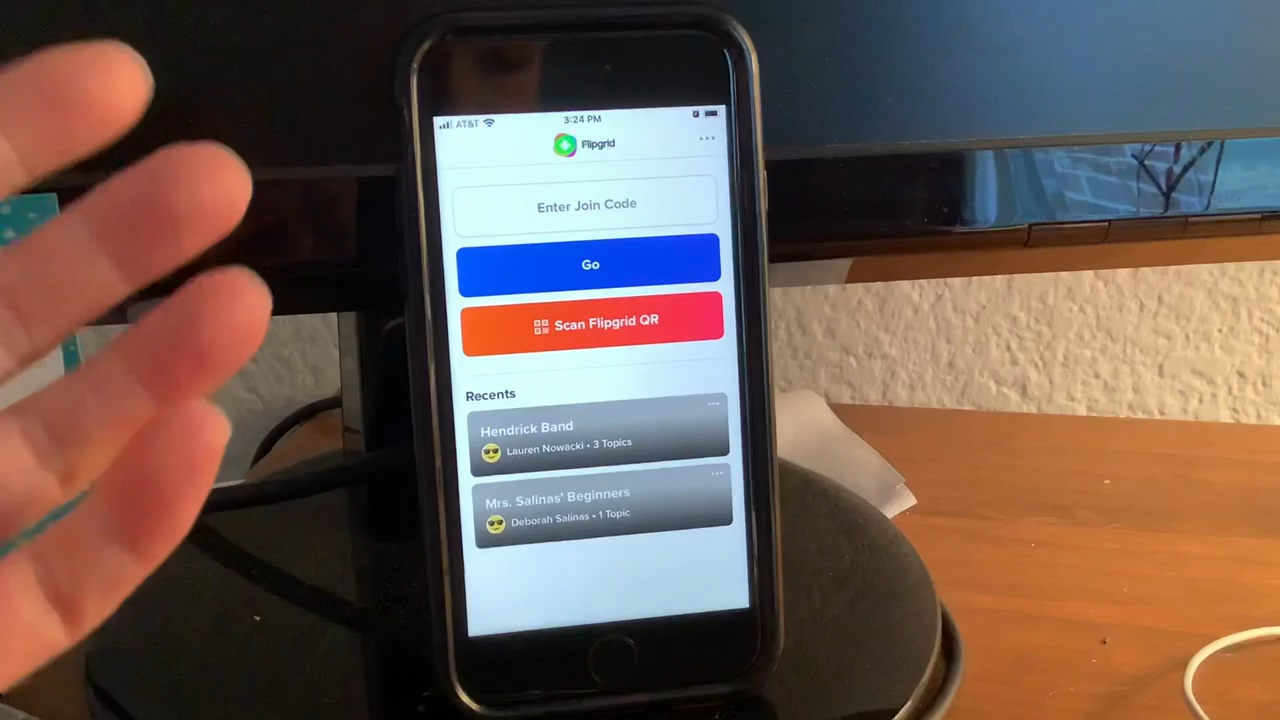 AT&T 3:24 PM
Flipgrid
Enter Join Code
Go
Scan Flipgrid QR
Recents
Hendrick Band
Lauren Nowacki • 3 Topics
Mrs. Salinas' Beginners
Deborah Salinas • 1 Topic